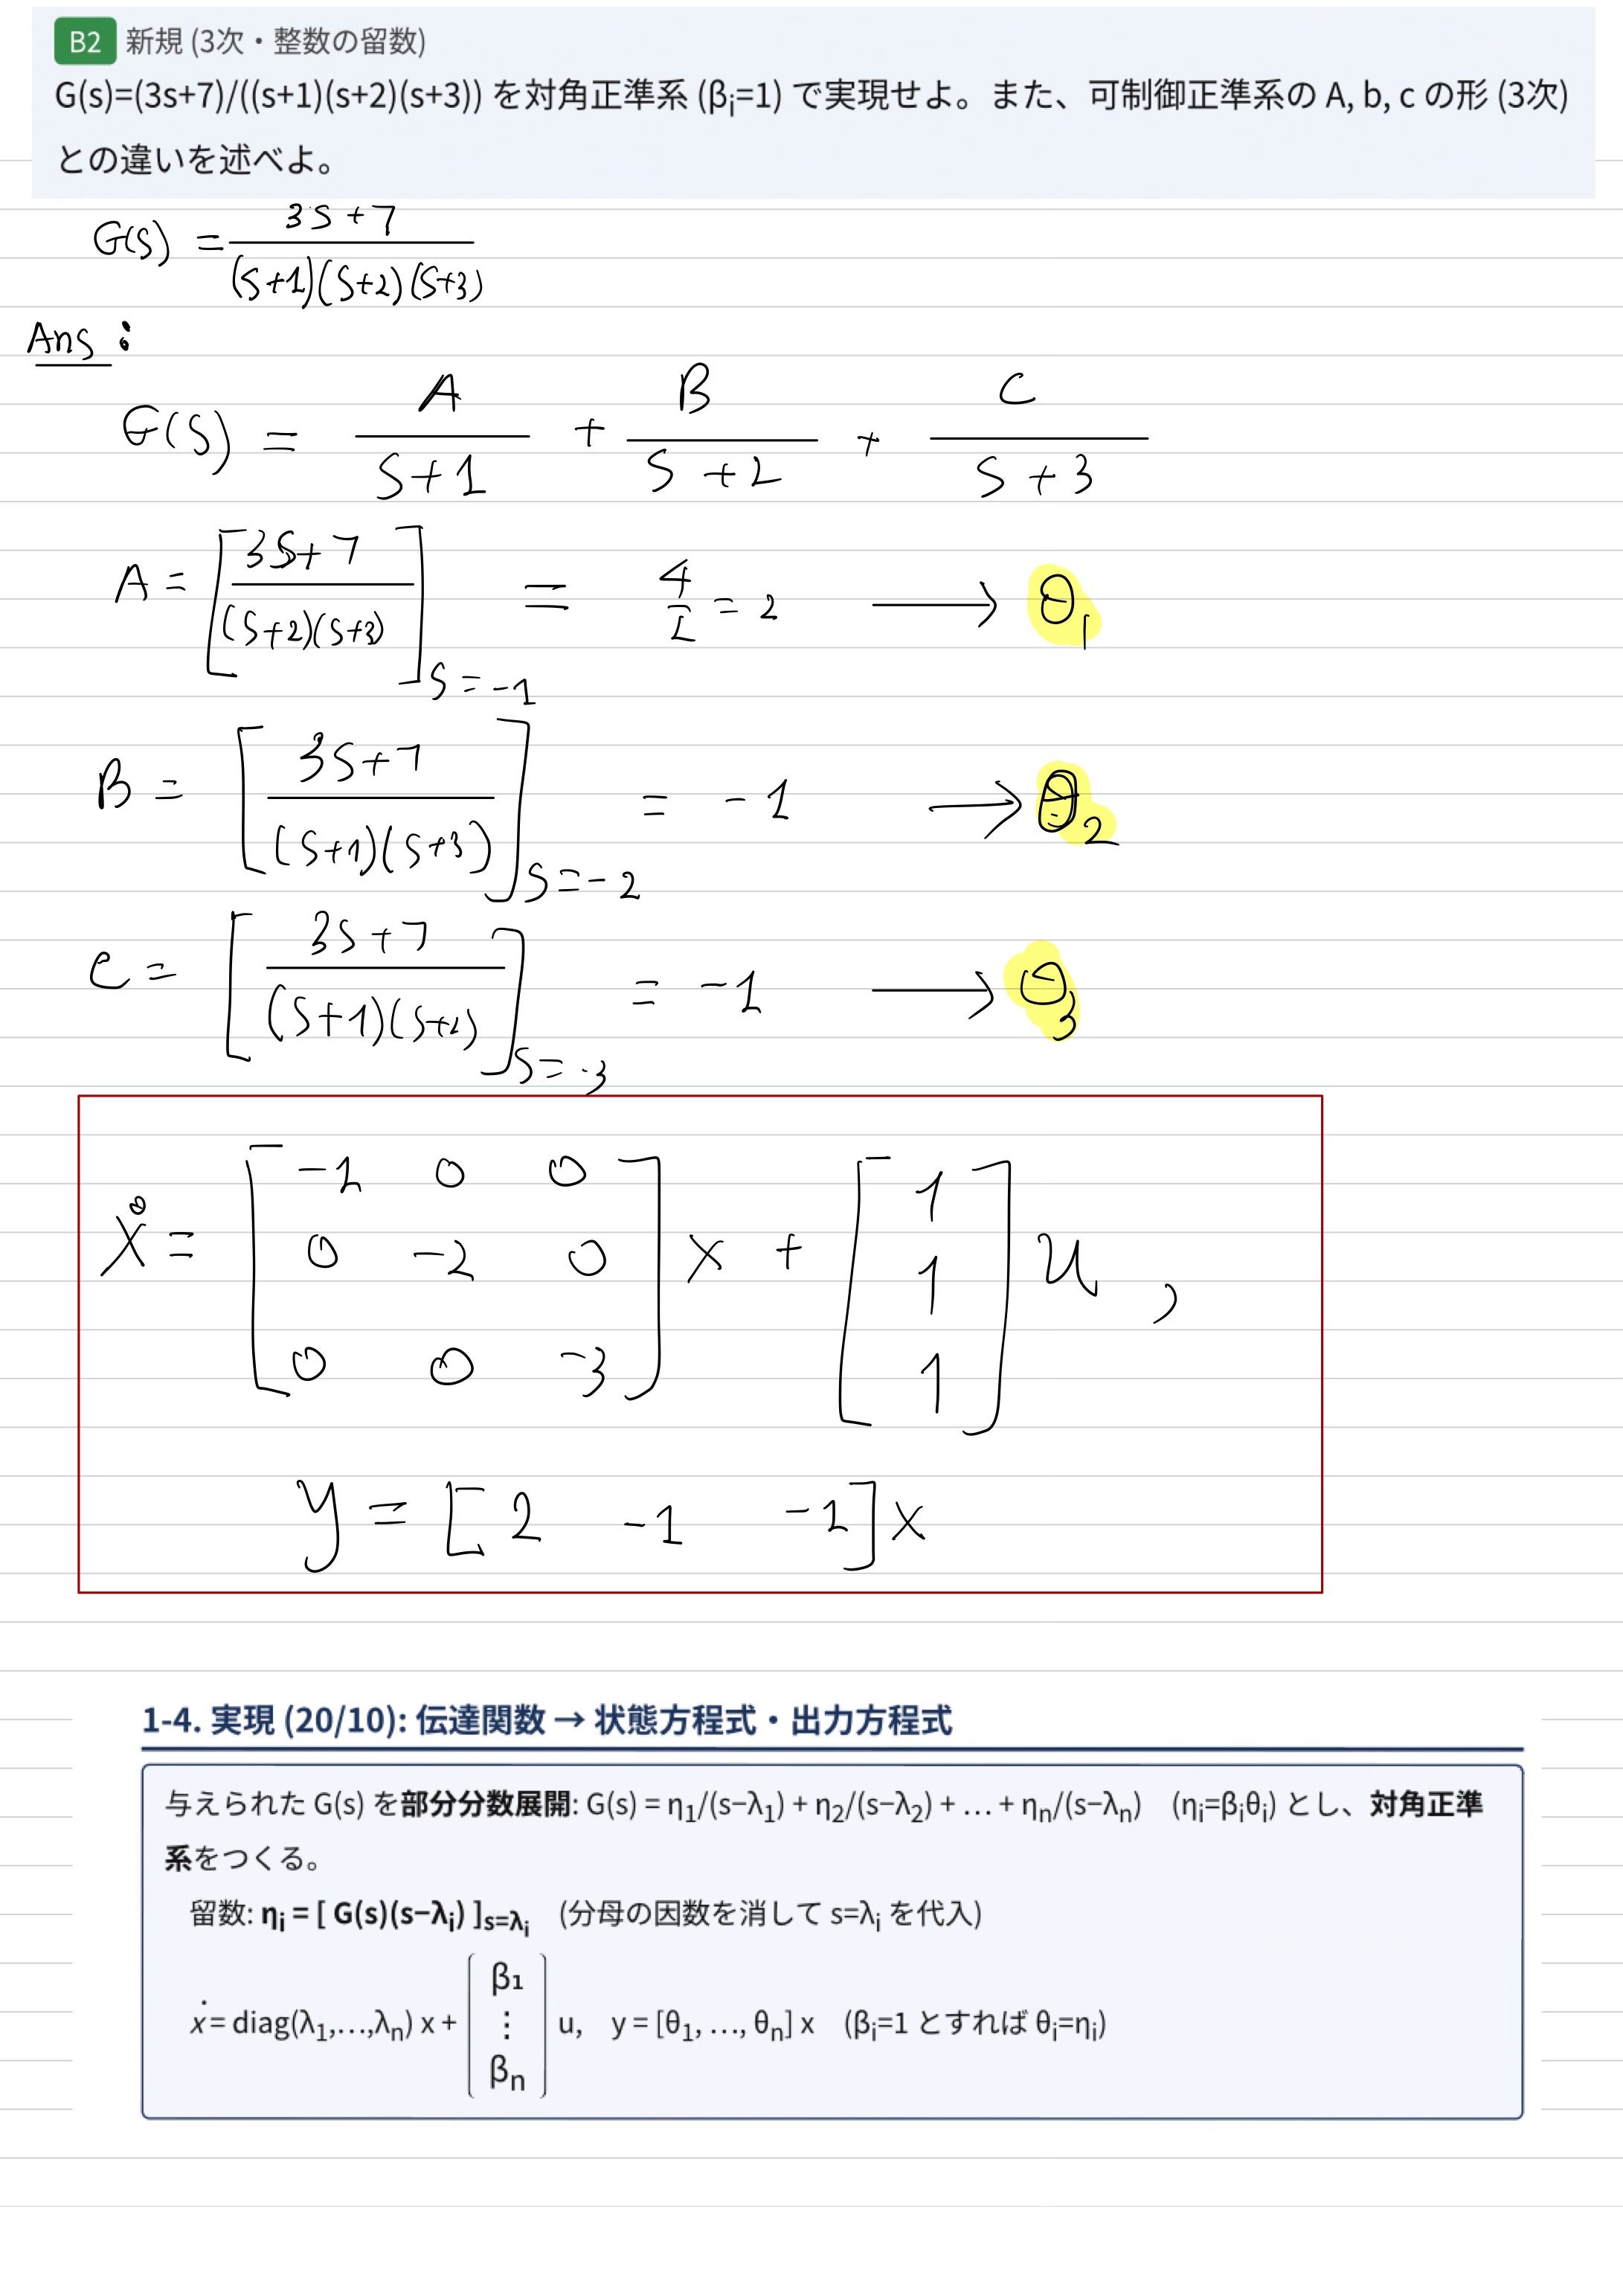 B2 新規 (3次・整数の留数)
G(s)=(3s+7)/((s+1)(s+2)(s+3)) を対角正準系 (βi=1) で実現せよ。また、可制御正準系の A, b, c の形 (3次)
との違いを述べよ。
G(s) = 3s+7 / (s+1)(s+2)(s+3)
Ans :
G(s) = A/(s+1) + B/(s+2) + C/(s+3)
A = [ 3s+7 / (s+2)(s+3) ] s=-1 = 4/2 = 2 → θ1
B = [ 3s+7 / (s+1)(s+3) ] s=-2 = -1 → θ2
C = [ 3s+7 / (s+1)(s+2) ] s=-3 = -1 → θ3
ẋ = [ -1 0 0
0 -2 0
0 0 -3 ] x + [ 1 1 1 ] u ,
y = [ 2 -1 -1 ] x
1-4. 実現 (20/10): 伝達関数 → 状態方程式・出力方程式
与えられた G(s) を部分分数展開: G(s) = η1/(s−λ1) + η2/(s−λ2) + … + ηn/(s−λn) (ηi=βiθi) とし、対角正準
系をつくる。
留数: ηi = [ G(s)(s−λi) ]s=λi (分母の因数を消して s=λi を代入)
ẋ = diag(λ1,…,λn) x + [ β1 ⋮ βn ] u, y = [θ1, …, θn] x (βi=1 とすれば θi=ηi)